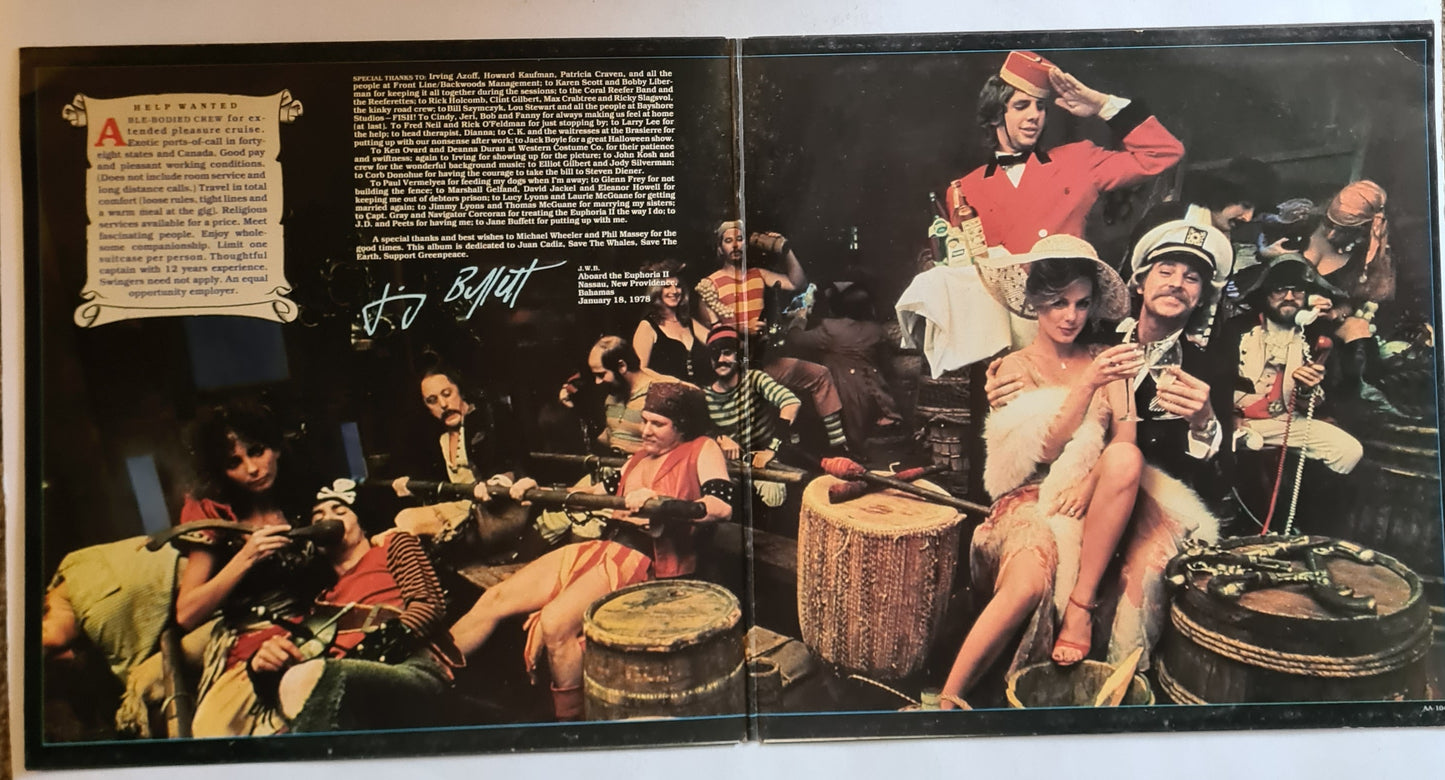 HELP WANTED
ABLE-BODIED CREW for ex-
tended pleasure cruise.
Exotic ports-of-call in forty-
eight states and Canada. Good pay
and pleasant working conditions.
(Does not include room service and
long distance calls.) Travel in total
comfort (loose rules, tight lines and
a warm meal at the gig). Religious
services available for a price. Meet
fascinating people. Enjoy whole-
some companionship. Limit one
suitcase per person. Thoughtful
captain with 12 years experience.
Swingers need not apply. An equal
opportunity employer.
SPECIAL THANKS TO: Irving Azoff, Howard Kaufman, Patricia Craven, and all the
people at Front Line/Backwoods Management; to Karen Scott and Bobby Liber-
man for keeping it all together during the sessions; to the Coral Reefer Band and
the Reeferettes; to Rick Holcomb, Clint Gilbert, Max Crabtree and Ricky Slagsvol,
the kinky road crew; to Bill Szymczyk, Lou Stewart and all the people at Bayshore
Studios—FISH! To Cindy, Jeri, Bob and Fanny for always making us feel at home
(at last). To Fred Neil and Rick O'Feldman for just stopping by; to Larry Lee for
the help; to head therapist, Dianna; to C.K. and the waitresses at the Brasierre for
putting up with our nonsense after work; to Jack Boyle for a great Halloween show.
To Ken Ovard and Deanna Duran at Western Costume Co. for their patience
and swiftness; again to Irving for showing up for the picture; to John Kosh and
crew for the wonderful background music; to Elliot Gilbert and Jody Silverman;
to Corb Donohue for having the courage to take the bill to Steven Diener.
To Paul Vermelyea for feeding my dogs when I'm away; to Glenn Frey for not
building the fence; to Marshall Gelfand, David Jackel and Eleanor Howell for
keeping me out of debtors prison; to Lucy Lyons and Laurie McGuane for getting
married again; to Jimmy Lyons and Thomas McGuane for marrying my sisters;
to Capt. Gray and Navigator Corcoran for treating the Euphoria II the way I do; to
J.D. and Peets for having me; to Jane Buffett for putting up with me.
A special thanks and best wishes to Michael Wheeler and Phil Massey for the
good times. This album is dedicated to Juan Cadiz, Save The Whales, Save The
Earth, Support Greenpeace.
Jimmy Buffett
J.W.B.
Aboard the Euphoria II
Nassau, New Providence,
Bahamas
January 18, 1978